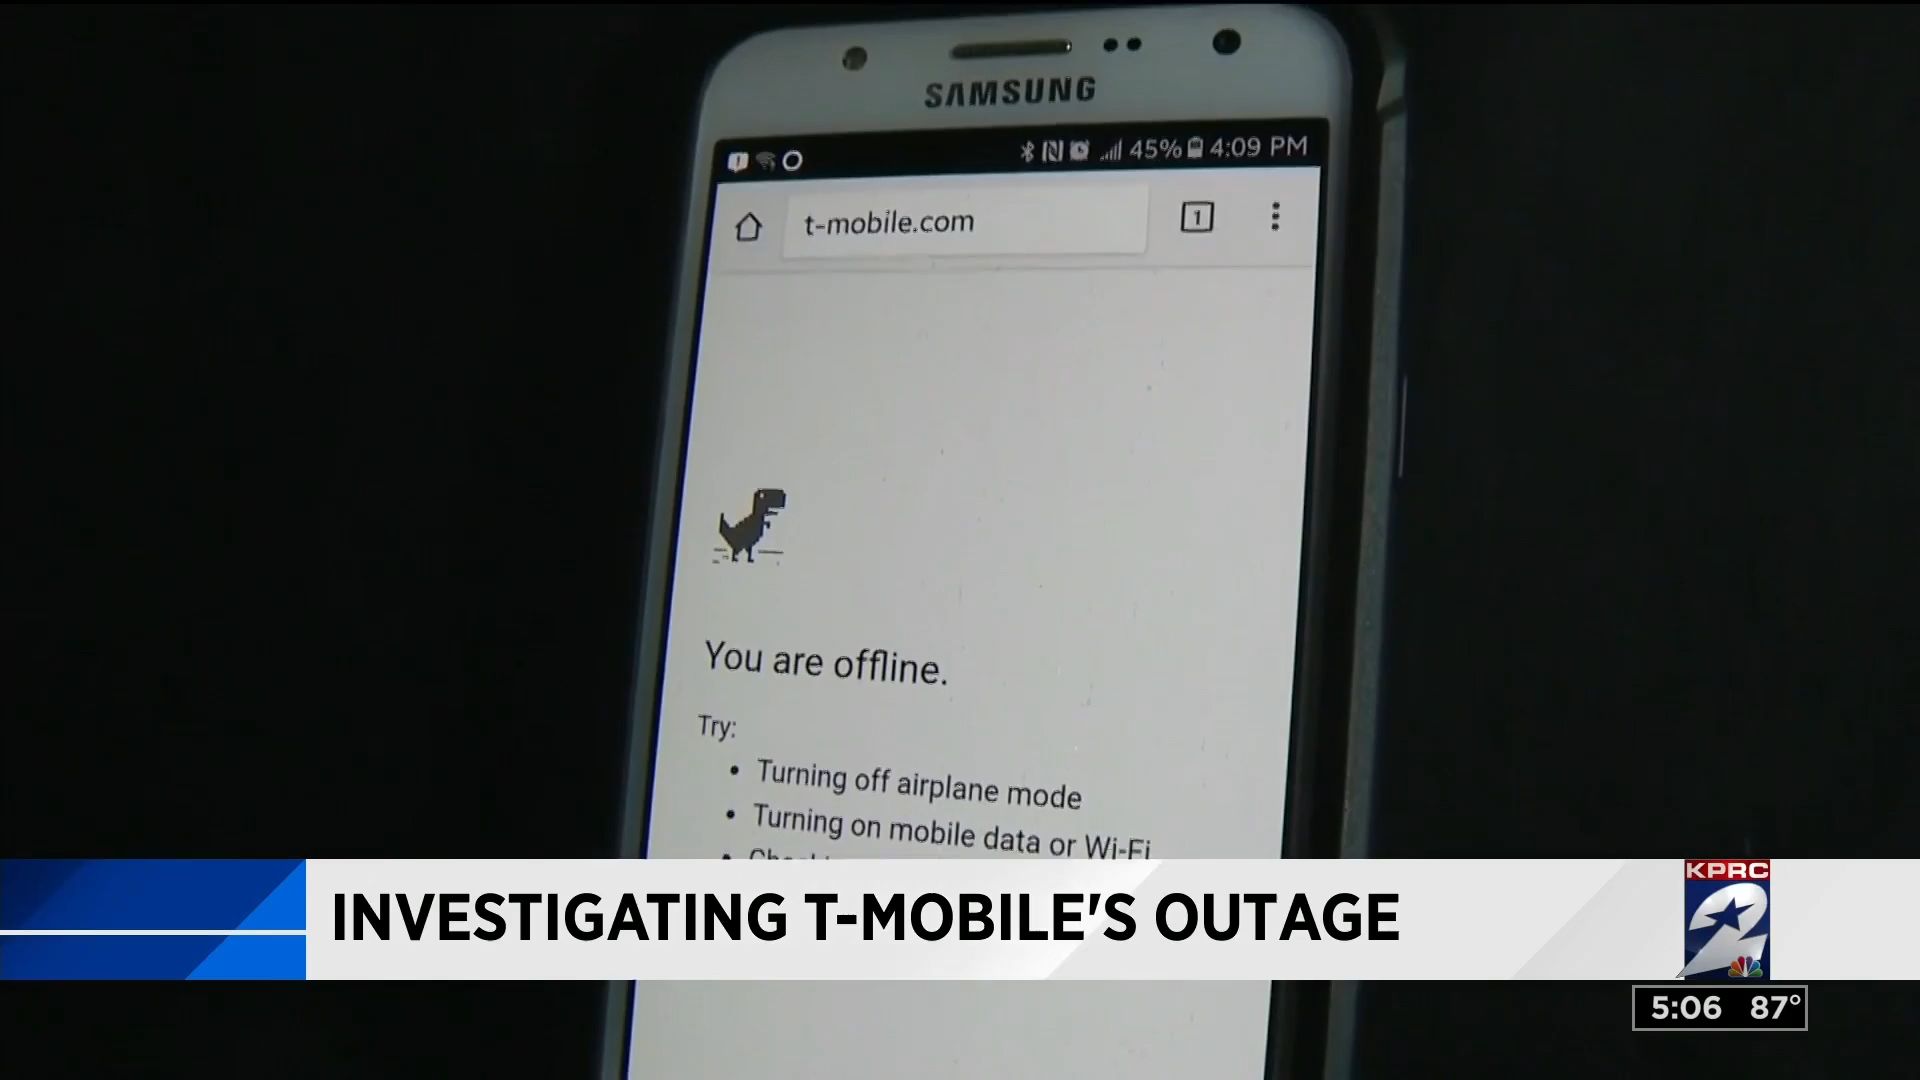 SAMSUNG
45% 4:09 PM
t-mobile.com
1
You are offline.
Try:
• Turning off airplane mode
• Turning on mobile data or Wi-Fi
INVESTIGATING T-MOBILE'S OUTAGE
KPRC
2
5:06 87°